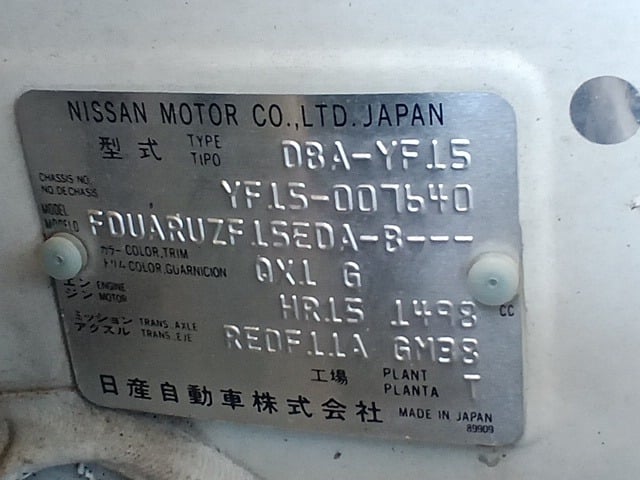 NISSAN MOTOR CO.,LTD. JAPAN
型式 TYPE TIPO DBA-YF15
CHASSIS NO. NO. DE CHASIS YF15-007640
MODEL MODELO FDUARUZF15EDA-B---
カラー COLOR,TRIM トリム COLOR,GUARNICION QX1 G
エンジン ENGINE MOTOR HR15 1498 CC
ミッション TRANS. AXLE アクスル TRANS. EJE RE0F11A GM38
工場 PLANT PLANTA T
日産自動車株式会社 MADE IN JAPAN
89909